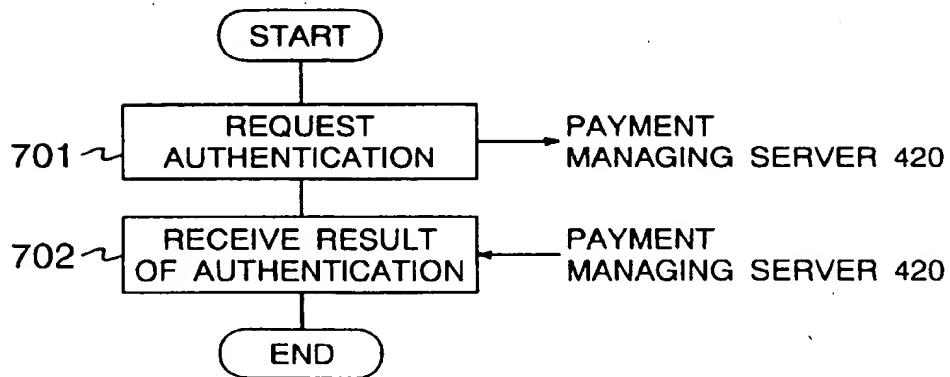 START
701
REQUEST
AUTHENTICATION
PAYMENT
MANAGING SERVER 420
702
RECEIVE RESULT
OF AUTHENTICATION
PAYMENT
MANAGING SERVER 420
END